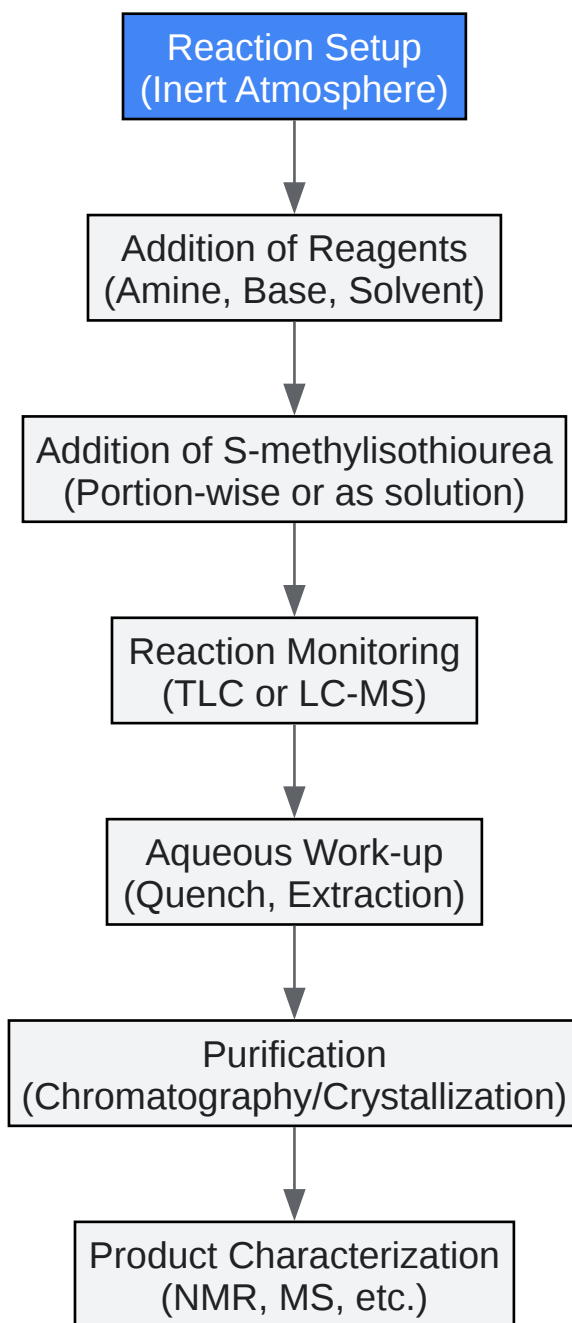 Reaction Setup
(Inert Atmosphere)
Addition of Reagents
(Amine, Base, Solvent)
Addition of S-methylisothiourea
(Portion-wise or as solution)
Reaction Monitoring
(TLC or LC-MS)
Aqueous Work-up
(Quench, Extraction)
Purification
(Chromatography/Crystallization)
Product Characterization
(NMR, MS, etc.)